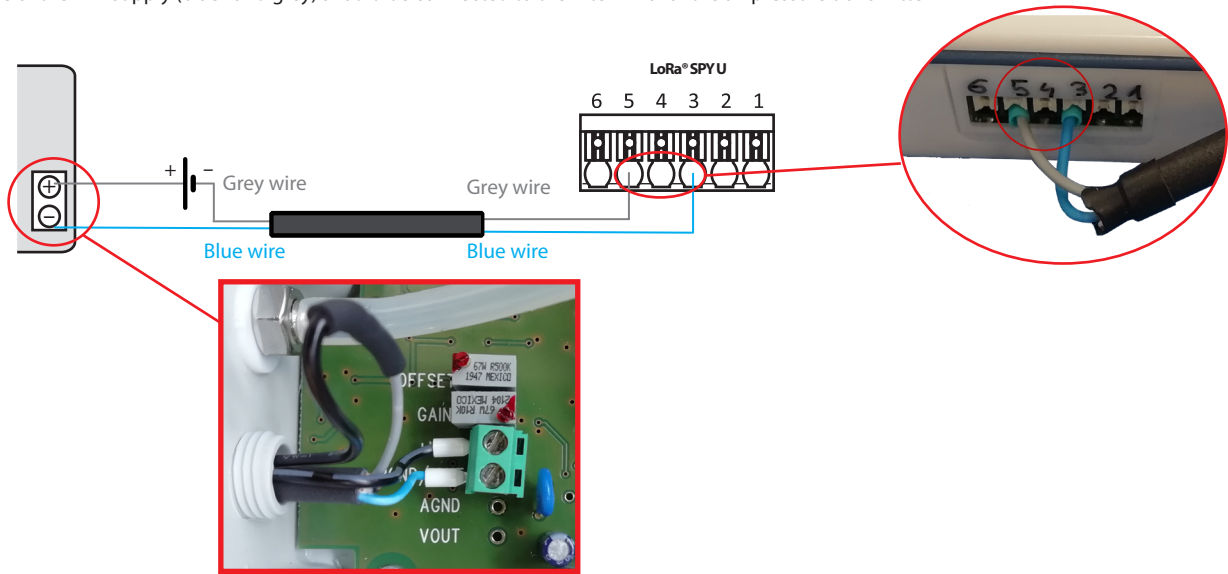 LoRa® SPY U
6 5 4 3 2 1
6 5 4 3 2 1
+ −
Grey wire
Grey wire
+
−
Blue wire
Blue wire
67W R500K
1947 MEXICO
OFFSET
2104 MEXICO
67W R10K
GAIN
AGND
VOUT